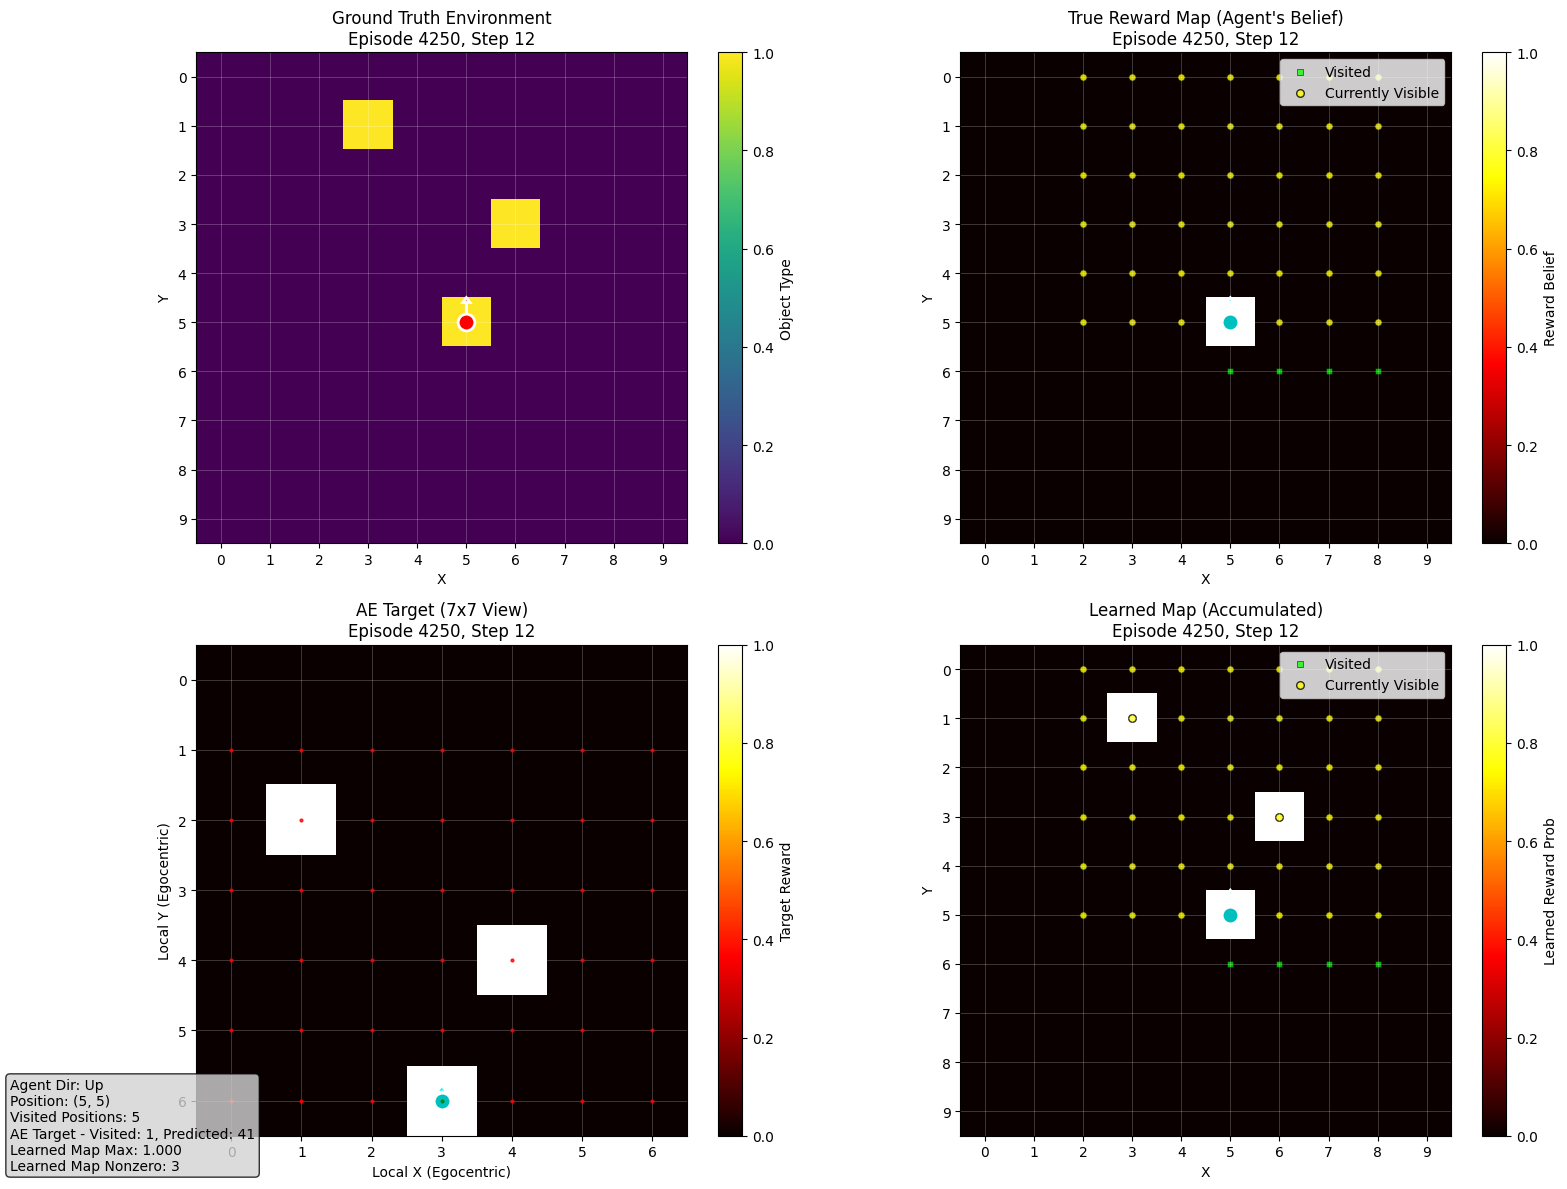 Ground Truth Environment
Episode 4250, Step 12
0
1
2
3
4
5
6
7
8
9
Y
0 1 2 3 4 5 6 7 8 9
X
1.0
0.8
0.6
0.4
0.2
0.0
Object Type
True Reward Map (Agent's Belief)
Episode 4250, Step 12
Visited
Currently Visible
0
1
2
3
4
5
6
7
8
9
Y
0 1 2 3 4 5 6 7 8 9
X
1.0
0.8
0.6
0.4
0.2
0.0
Reward Belief
AE Target (7x7 View)
Episode 4250, Step 12
0
1
2
3
4
5
6
Local Y (Egocentric)
0 1 2 3 4 5 6
Local X (Egocentric)
1.0
0.8
0.6
0.4
0.2
0.0
Target Reward
Learned Map (Accumulated)
Episode 4250, Step 12
Visited
Currently Visible
0
1
2
3
4
5
6
7
8
9
Y
0 1 2 3 4 5 6 7 8 9
X
1.0
0.8
0.6
0.4
0.2
0.0
Learned Reward Prob
Agent Dir: Up
Position: (5, 5)
Visited Positions: 5
AE Target - Visited: 1, Predicted: 41
Learned Map Max: 1.000
Learned Map Nonzero: 3